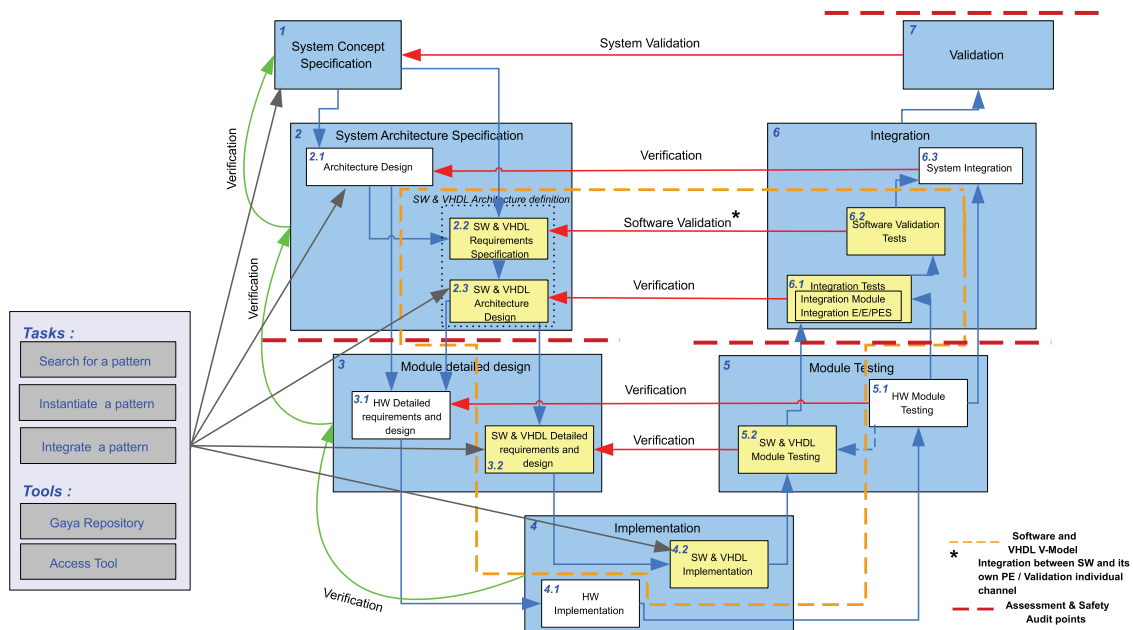 1
System Concept
Specification
System Validation
7
Validation
Verification
2
System Architecture Specification
2.1
Architecture Design
Verification
6
Integration
6.3
System Integration
SW & VHDL Architecture definition
2.2
SW & VHDL
Requirements
Specification
Software Validation*
6.2
Software Validation
Tests
Verification
2.3
SW & VHDL
Architecture
Design
Verification
6.1
Integration Tests
Integration Module
Integration E/E/PES
Tasks :
Search for a pattern
Instantiate a pattern
Integrate a pattern
Tools :
Gaya Repository
Access Tool
3
Module detailed design
3.1
HW Detailed
requirements and
design
Verification
5
Module Testing
5.1
HW Module
Testing
SW & VHDL Detailed
requirements and
design
3.2
Verification
5.2
SW & VHDL
Module Testing
4
Implementation
4.2
SW & VHDL
Implementation
4.1
HW
Implementation
Verification
Software and
VHDL V-Model
*
Integration between SW and its
own PE / Validation individual
channel
Assessment & Safety
Audit points